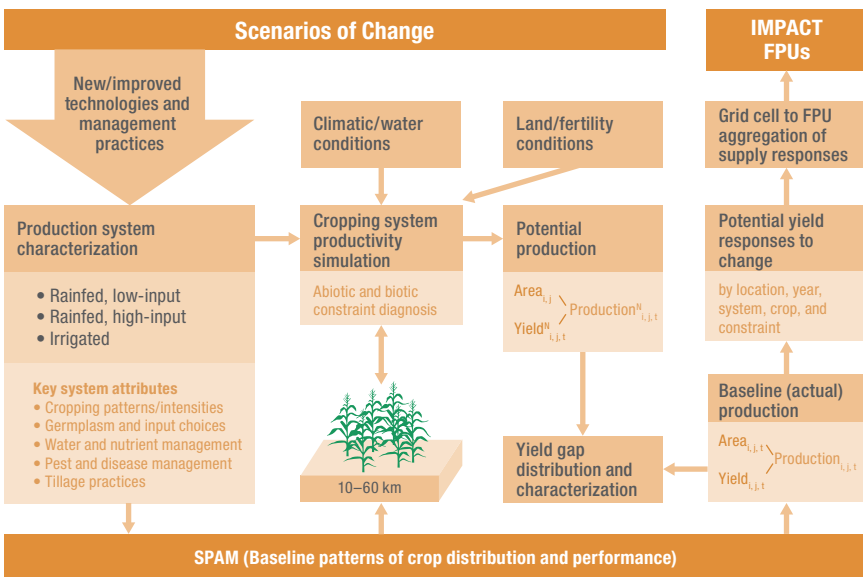 Scenarios of Change
IMPACT
FPUs
New/improved
technologies and
management
practices
Climatic/water
conditions
Land/fertility
conditions
Grid cell to FPU
aggregation of
supply responses
Production system
characterization
• Rainfed, low-input
• Rainfed, high-input
• Irrigated
Key system attributes
• Cropping patterns/intensities
• Germplasm and input choices
• Water and nutrient management
• Pest and disease management
• Tillage practices
Cropping system
productivity
simulation
Abiotic and biotic
constraint diagnosis
10–60 km
Potential
production
Area i, j
Production N i, j, t
Yield N i, j, t
Yield gap
distribution and
characterization
Potential yield
responses to
change
by location, year,
system, crop, and
constraint
Baseline (actual)
production
Area i, j, t
Production i, j, t
Yield i, j, t
SPAM (Baseline patterns of crop distribution and performance)